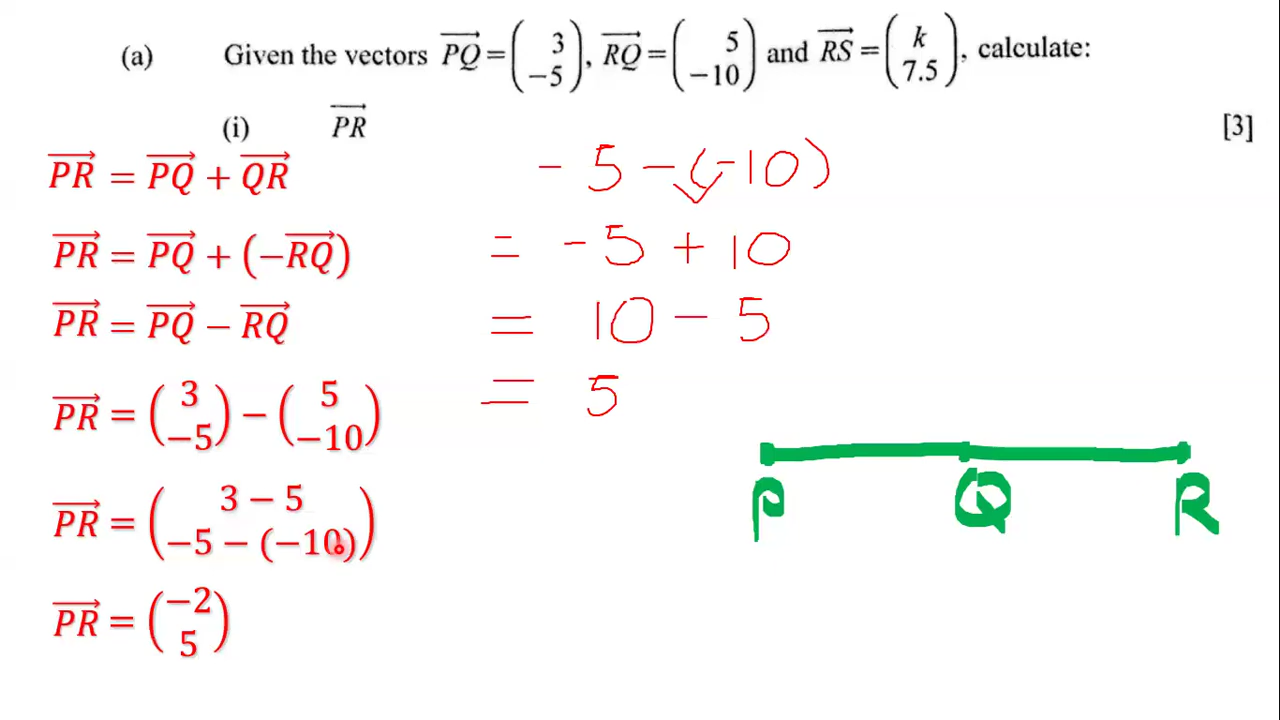 (a) Given the vectors $\overrightarrow{PQ}=\begin{pmatrix}3\\-5\end{pmatrix}$, $\overrightarrow{RQ}=\begin{pmatrix}5\\-10\end{pmatrix}$ and $\overrightarrow{RS}=\begin{pmatrix}k\\7.5\end{pmatrix}$, calculate:
(i) $\overrightarrow{PR}$ [3]
$\overrightarrow{PR}=\overrightarrow{PQ}+\overrightarrow{QR}$
$\overrightarrow{PR}=\overrightarrow{PQ}+(-\overrightarrow{RQ})$
$\overrightarrow{PR}=\overrightarrow{PQ}-\overrightarrow{RQ}$
$\overrightarrow{PR}=\begin{pmatrix}3\\-5\end{pmatrix}-\begin{pmatrix}5\\-10\end{pmatrix}$
$\overrightarrow{PR}=\begin{pmatrix}3-5\\-5-(-10)\end{pmatrix}$
$\overrightarrow{PR}=\begin{pmatrix}-2\\5\end{pmatrix}$
-5-(-10)
= -5 + 10
= 10 - 5
= 5
P Q R